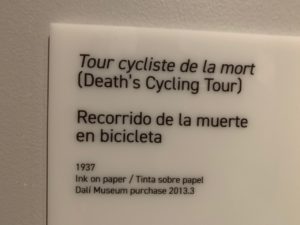 Tour cycliste de la mort
(Death's Cycling Tour)
Recorrido de la muerte
en bicicleta
1937
Ink on paper / Tinta sobre papel
Dalí Museum purchase 2013.3